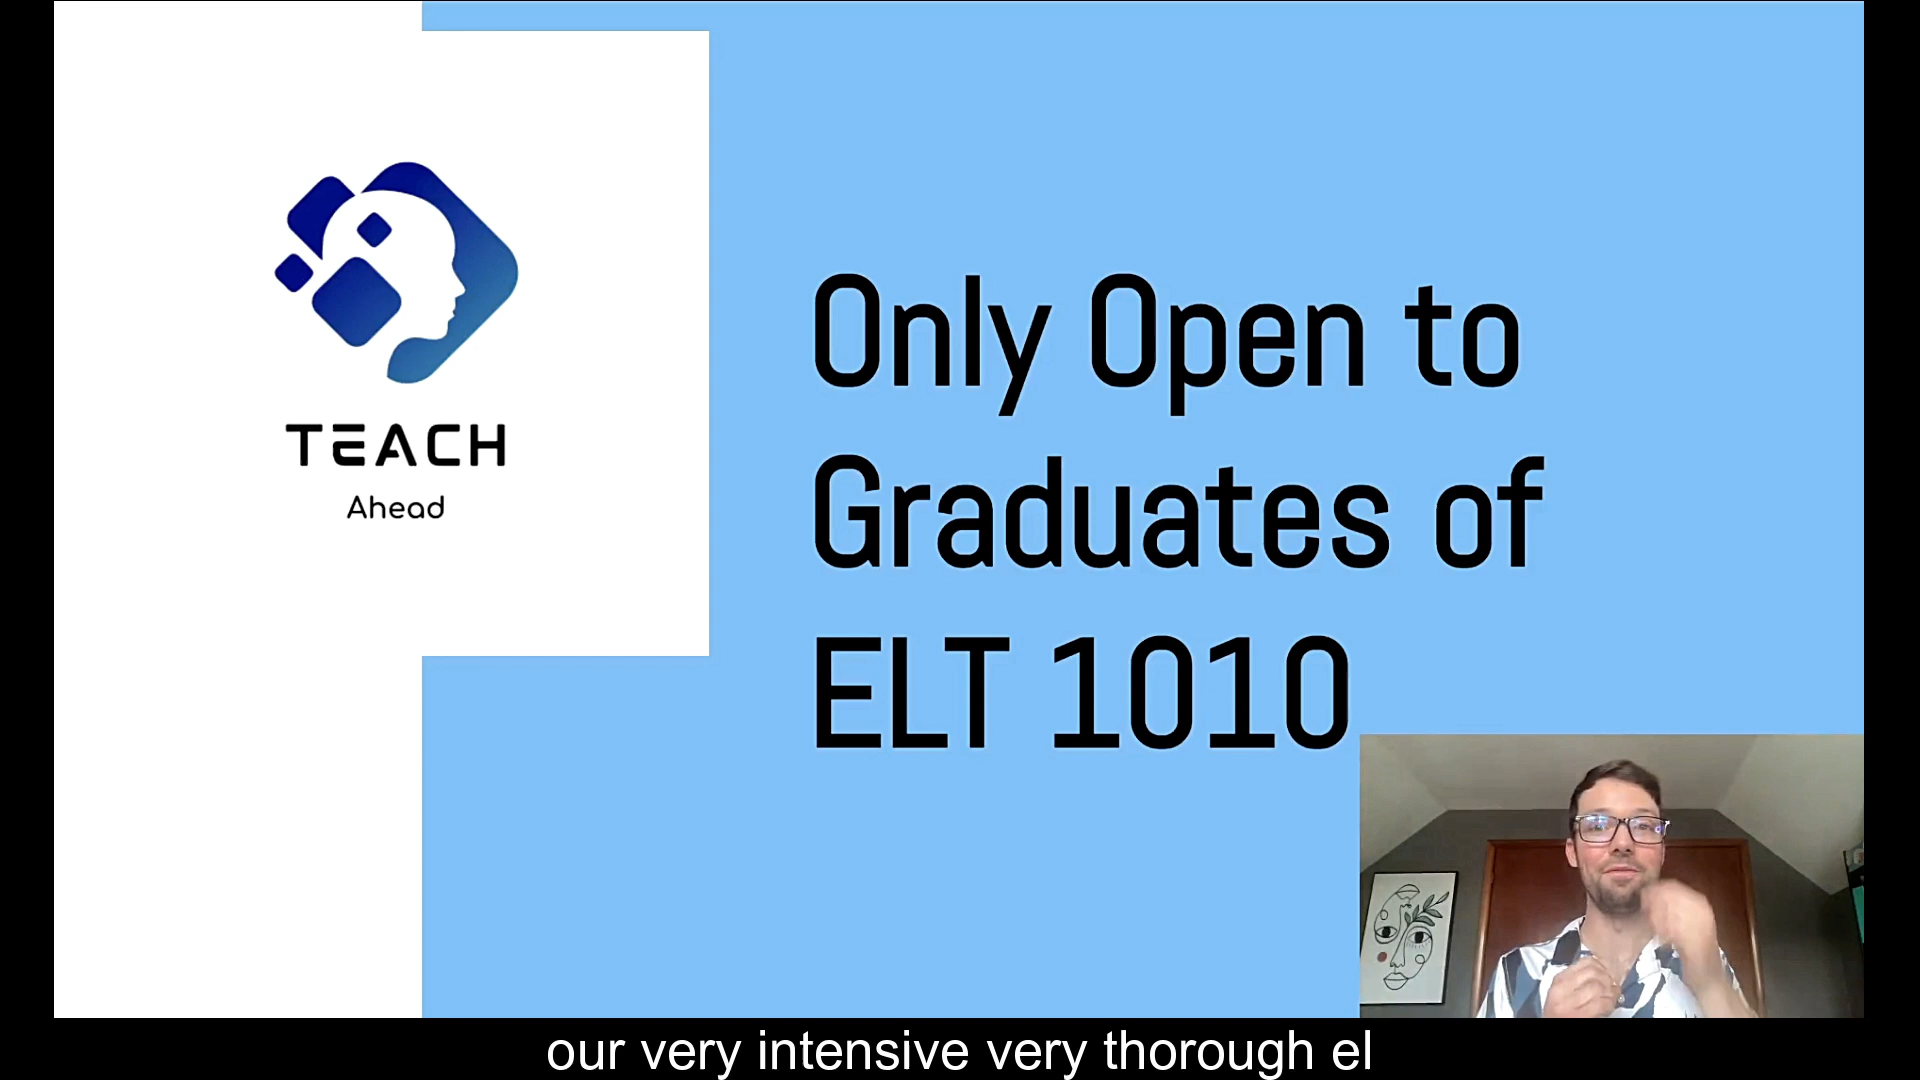 TEACH
Ahead
Only Open to
Graduates of
ELT 1010
our very intensive very thorough el